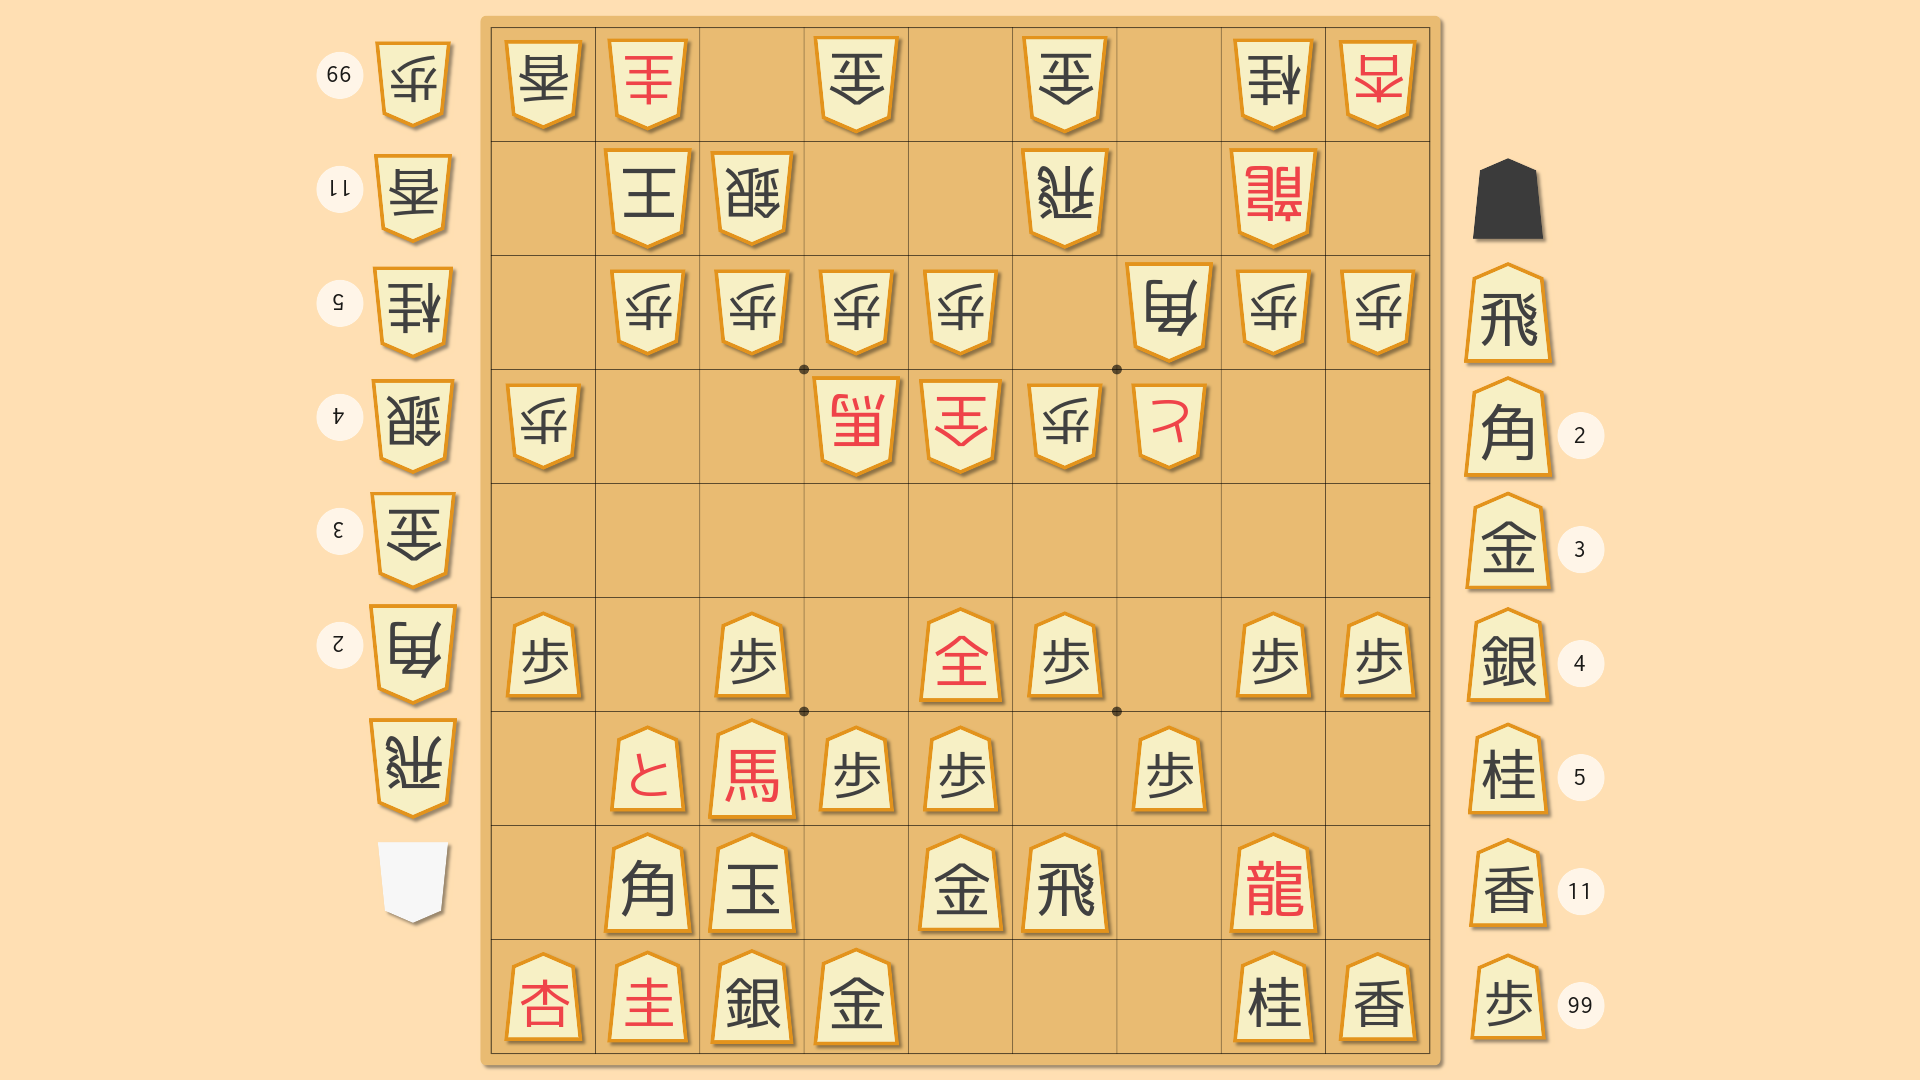 99 歩 香 圭 金 金 桂 杏
11 香 王 銀 飛 龍
5 桂 歩 歩 歩 歩 角 歩 歩 飛
4 銀 歩 馬 全 歩 と 角 2
3 金 金 3
2 角 歩 歩 全 歩 歩 歩 銀 4
飛 と 馬 歩 歩 歩 桂 5
角 玉 金 飛 龍 香 11
杏 圭 銀 金 桂 香 歩 99